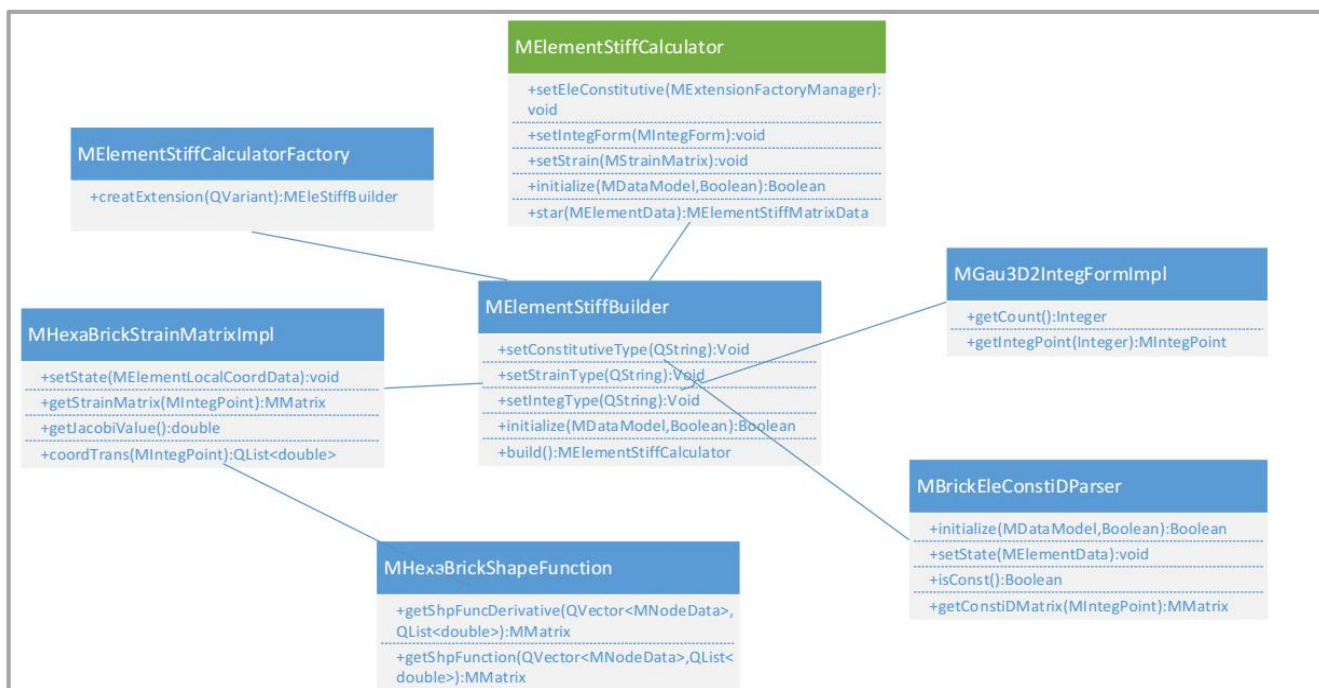 MElementStiffCalculator
+setEleConstitutive(MExtensionFactoryManager):
void
+setIntegForm(MIntegForm):void
+setStrain(MStrainMatrix):void
+initialize(MDataModel,Boolean):Boolean
+star(MElementData):MElementStiffMatrixData
MElementStiffCalculatorFactory
+creatExtension(QVariant):MEleStiffBuilder
MGau3D2IntegFormImpl
+getCount():Integer
+getIntegPoint(Integer):MIntegPoint
MElementStiffBuilder
+setConstitutiveType(QString):Void
+setStrainType(QString):Void
+setIntegType(QString):Void
+initialize(MDataModel,Boolean):Boolean
+build():MElementStiffCalculator
MHexaBrickStrainMatrixImpl
+setState(MElementLocalCoordData):void
+getStrainMatrix(MIntegPoint):MMatrix
+getJacobiValue():double
+coordTrans(MIntegPoint):QList<double>
MBrickEleConstiDParser
+initialize(MDataModel,Boolean):Boolean
+setState(MElementData):void
+isConst():Boolean
+getConstiDMatrix(MIntegPoint):MMatrix
MHexaBrickShapeFunction
+getShpFuncDerivative(QVector<MNodeData>,
QList<double>):MMatrix
+getShpFunction(QVector<MNodeData>,QList<
double>):MMatrix